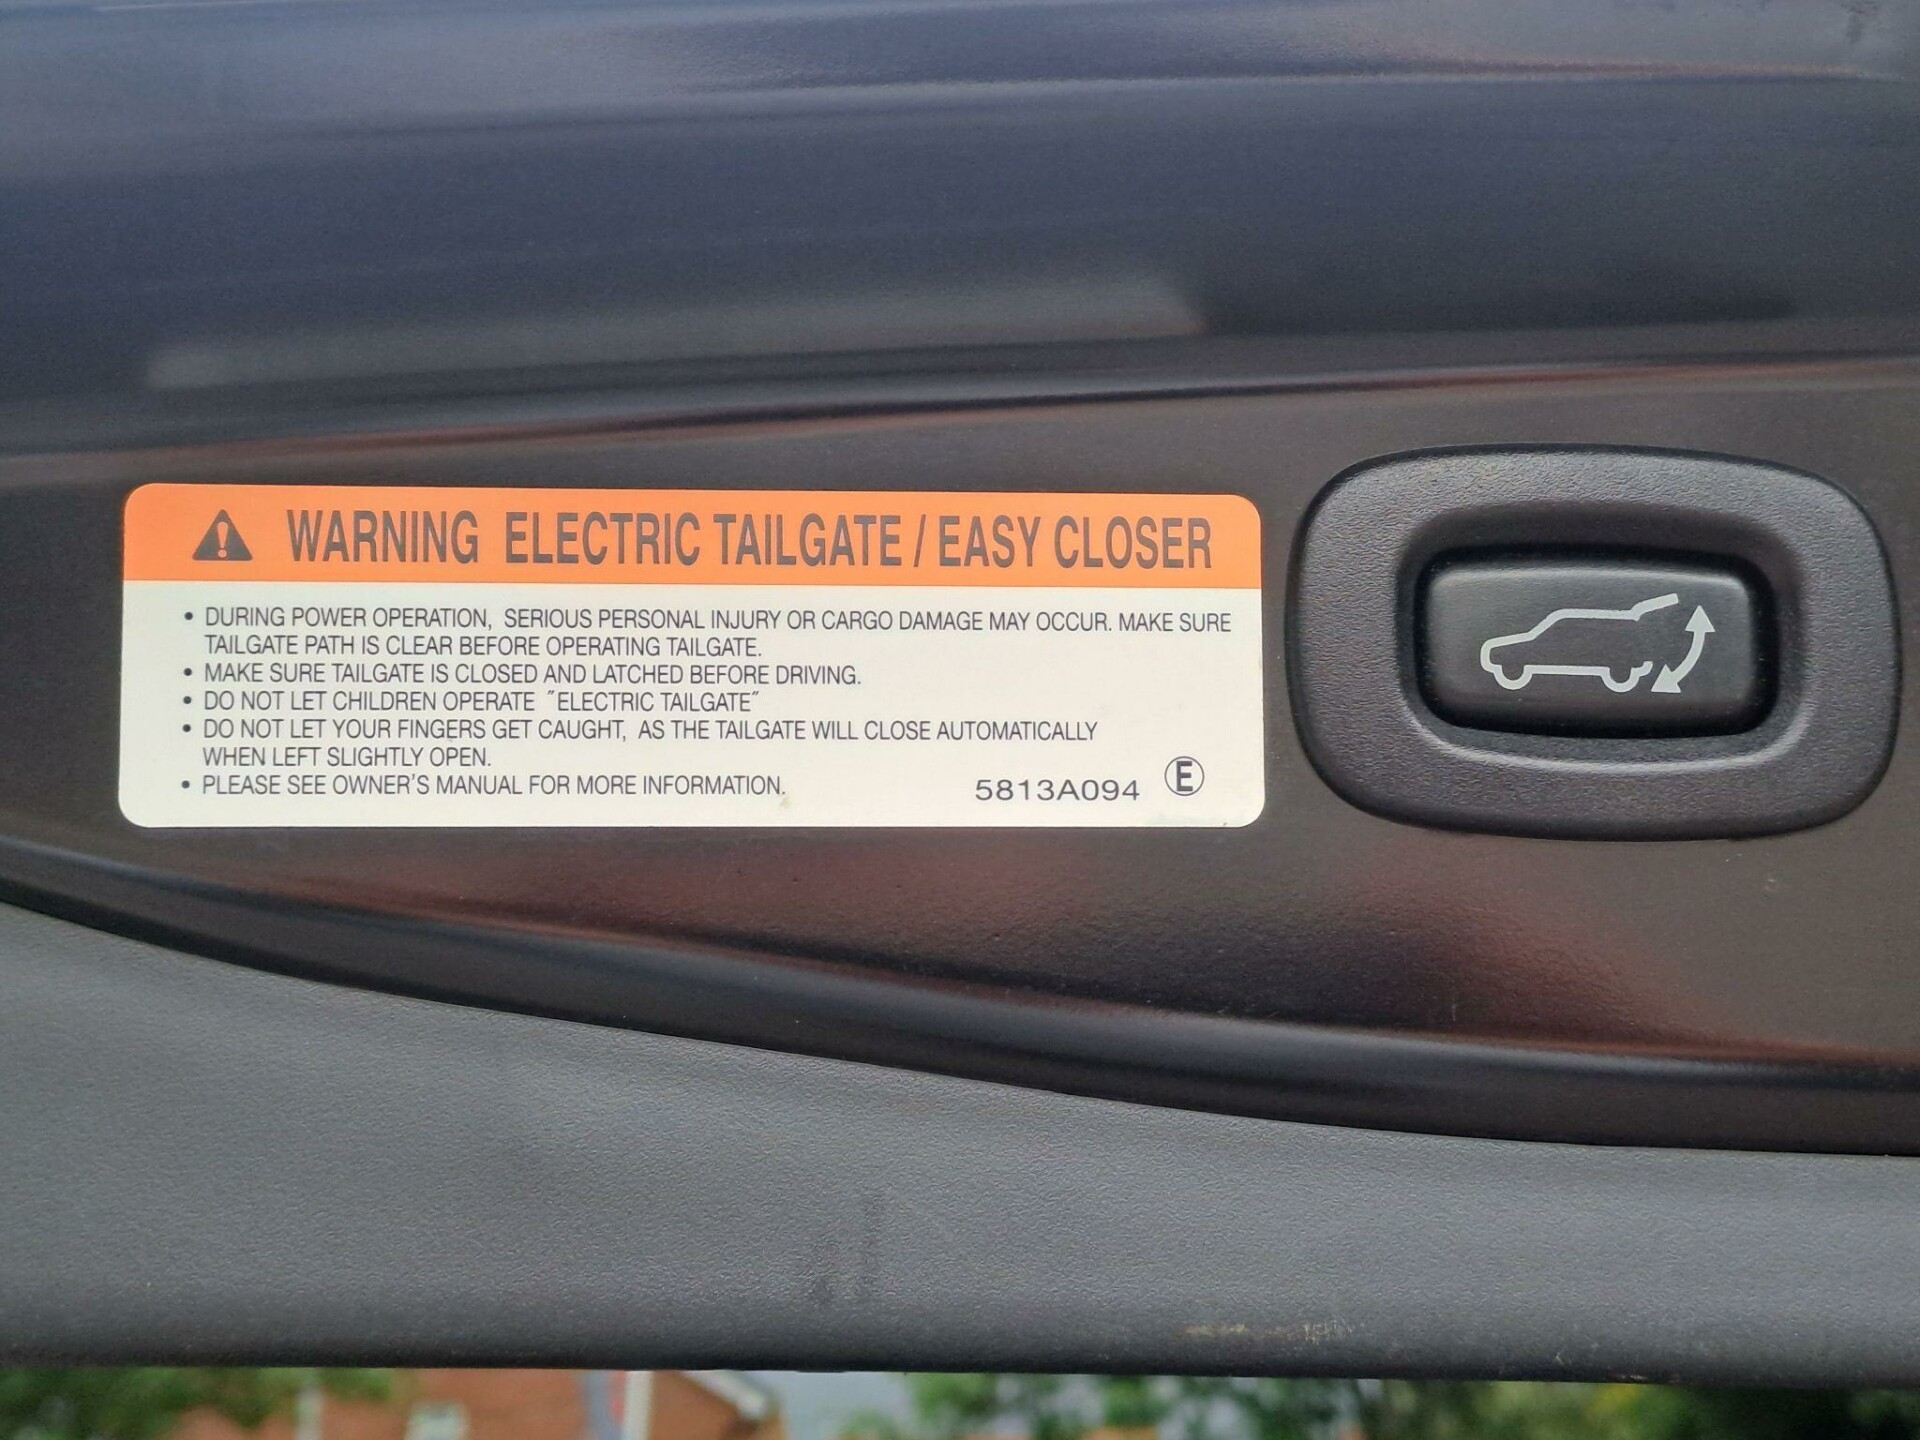 WARNING ELECTRIC TAILGATE / EASY CLOSER
• DURING POWER OPERATION, SERIOUS PERSONAL INJURY OR CARGO DAMAGE MAY OCCUR. MAKE SURE
TAILGATE PATH IS CLEAR BEFORE OPERATING TAILGATE.
• MAKE SURE TAILGATE IS CLOSED AND LATCHED BEFORE DRIVING.
• DO NOT LET CHILDREN OPERATE ˝ELECTRIC TAILGATE˝
• DO NOT LET YOUR FINGERS GET CAUGHT, AS THE TAILGATE WILL CLOSE AUTOMATICALLY
WHEN LEFT SLIGHTLY OPEN.
• PLEASE SEE OWNER'S MANUAL FOR MORE INFORMATION. 5813A094 Ⓔ